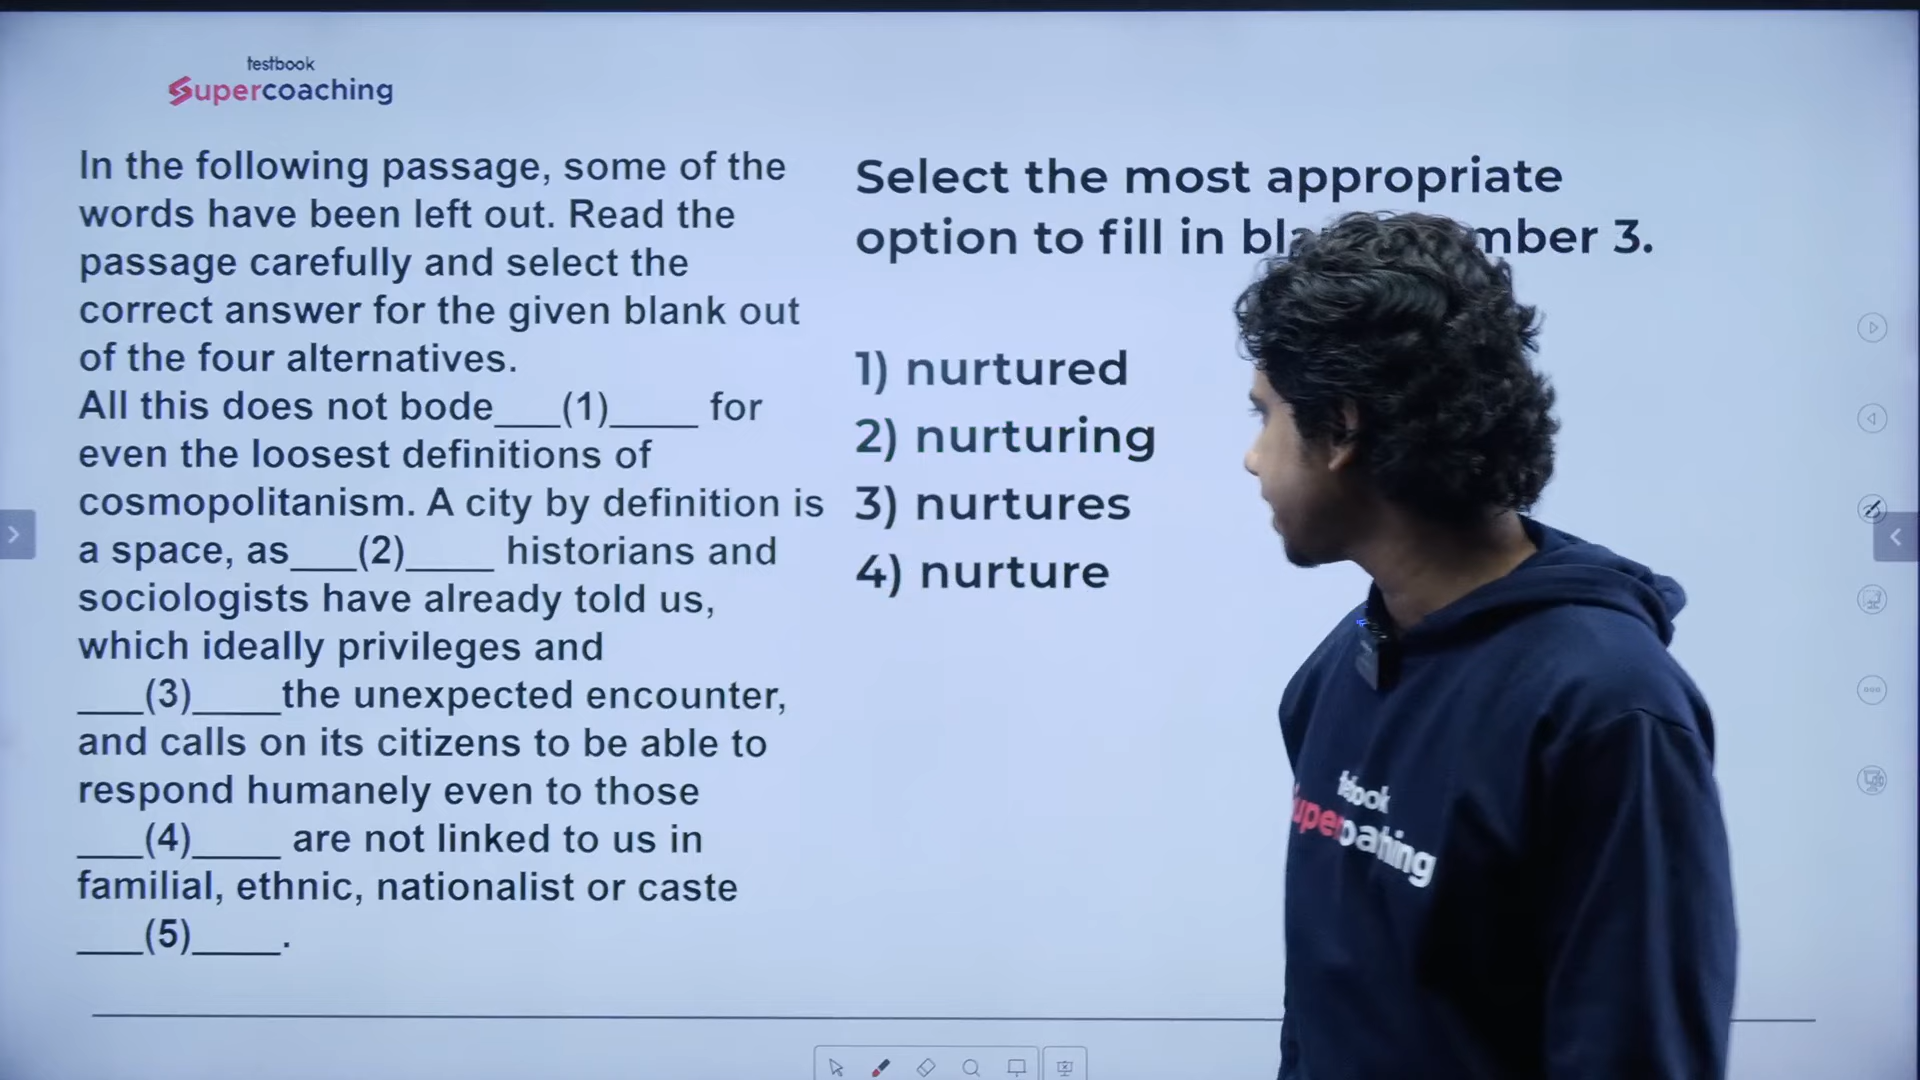 testbook
Supercoaching
In the following passage, some of the
words have been left out. Read the
passage carefully and select the
correct answer for the given blank out
of the four alternatives.
All this does not bode___(1)____ for
even the loosest definitions of
cosmopolitanism. A city by definition is
a space, as___(2)____ historians and
sociologists have already told us,
which ideally privileges and
___(3)____the unexpected encounter,
and calls on its citizens to be able to
respond humanely even to those
___(4)____ are not linked to us in
familial, ethnic, nationalist or caste
___(5)____.
Select the most appropriate
option to fill in 3.
1) nurtured
2) nurturing
3) nurtures
4) nurture